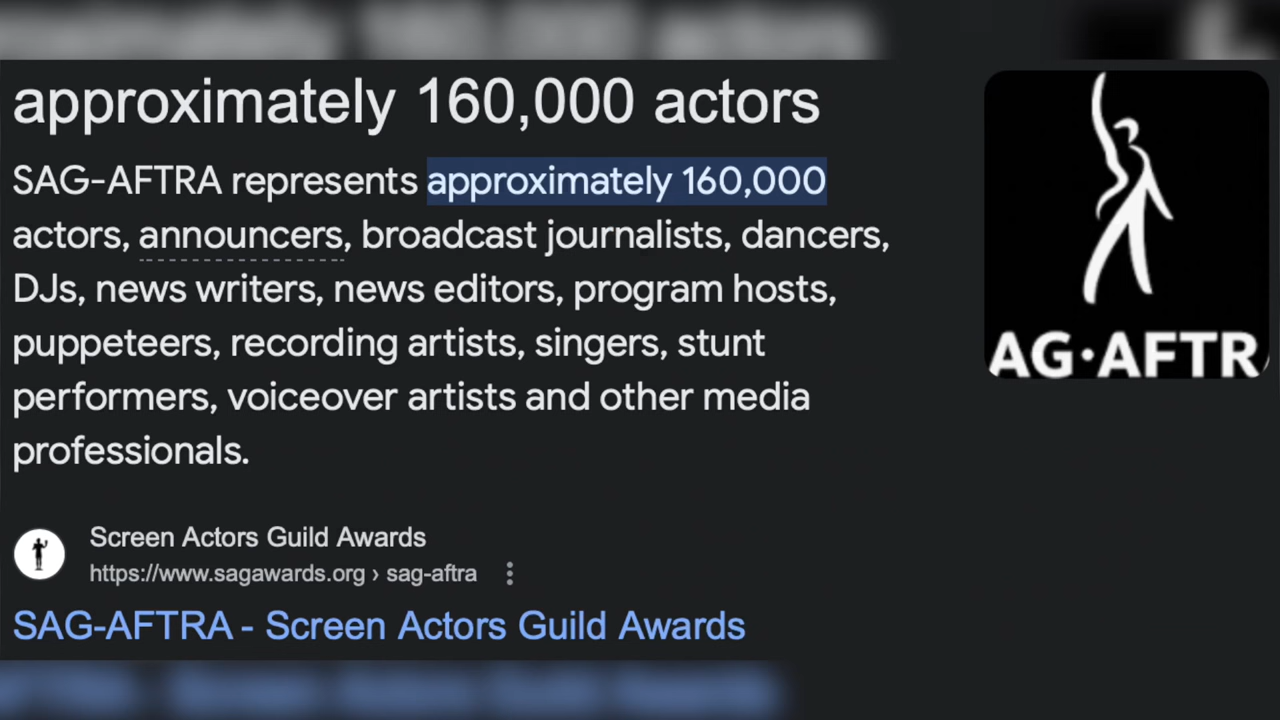 approximately 160,000 actors
SAG-AFTRA represents approximately 160,000
actors, announcers, broadcast journalists, dancers,
DJs, news writers, news editors, program hosts,
puppeteers, recording artists, singers, stunt
performers, voiceover artists and other media
professionals.
AG·AFTR
Screen Actors Guild Awards
https://www.sagawards.org › sag-aftra
SAG-AFTRA - Screen Actors Guild Awards